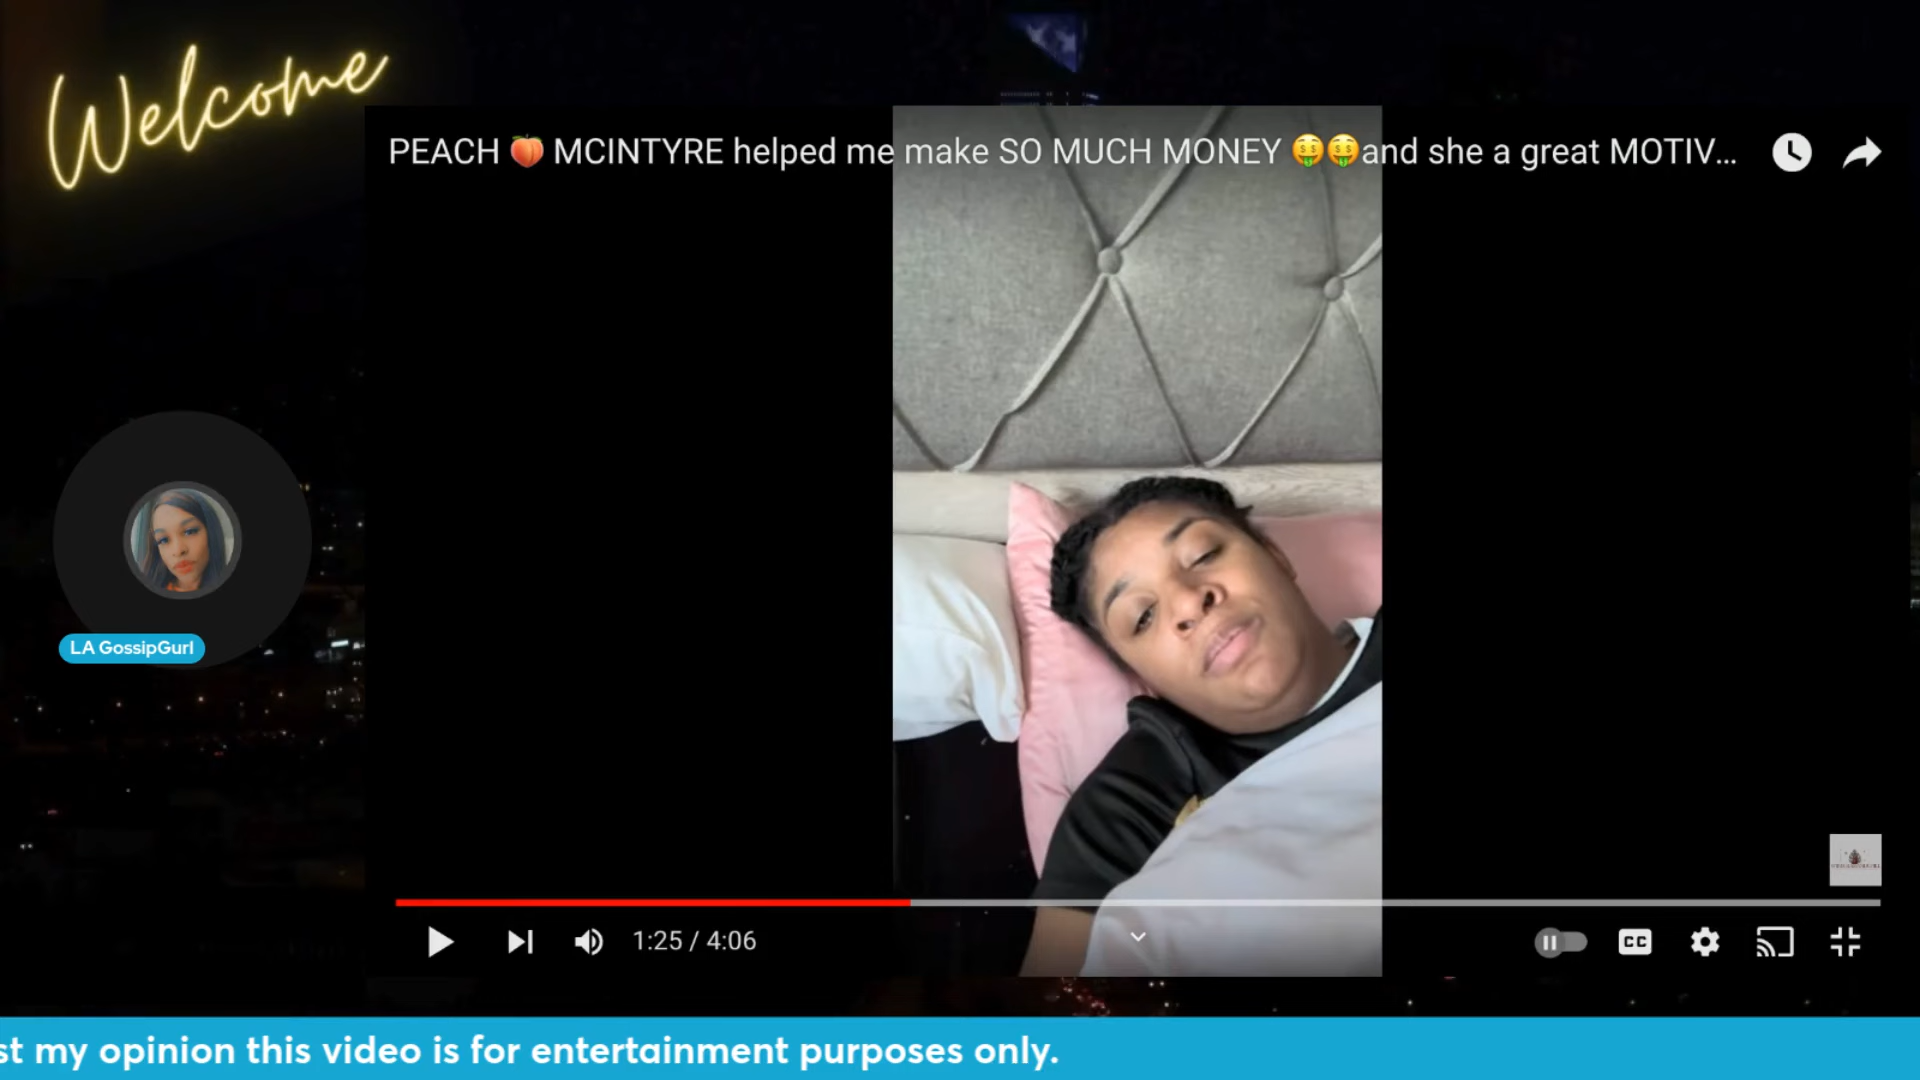 Welcome
PEACH 🍑 MCINTYRE helped me make SO MUCH MONEY 🤑🤑and she a great MOTIV...
LA GossipGurl
1:25 / 4:06
CC
st my opinion this video is for entertainment purposes only.